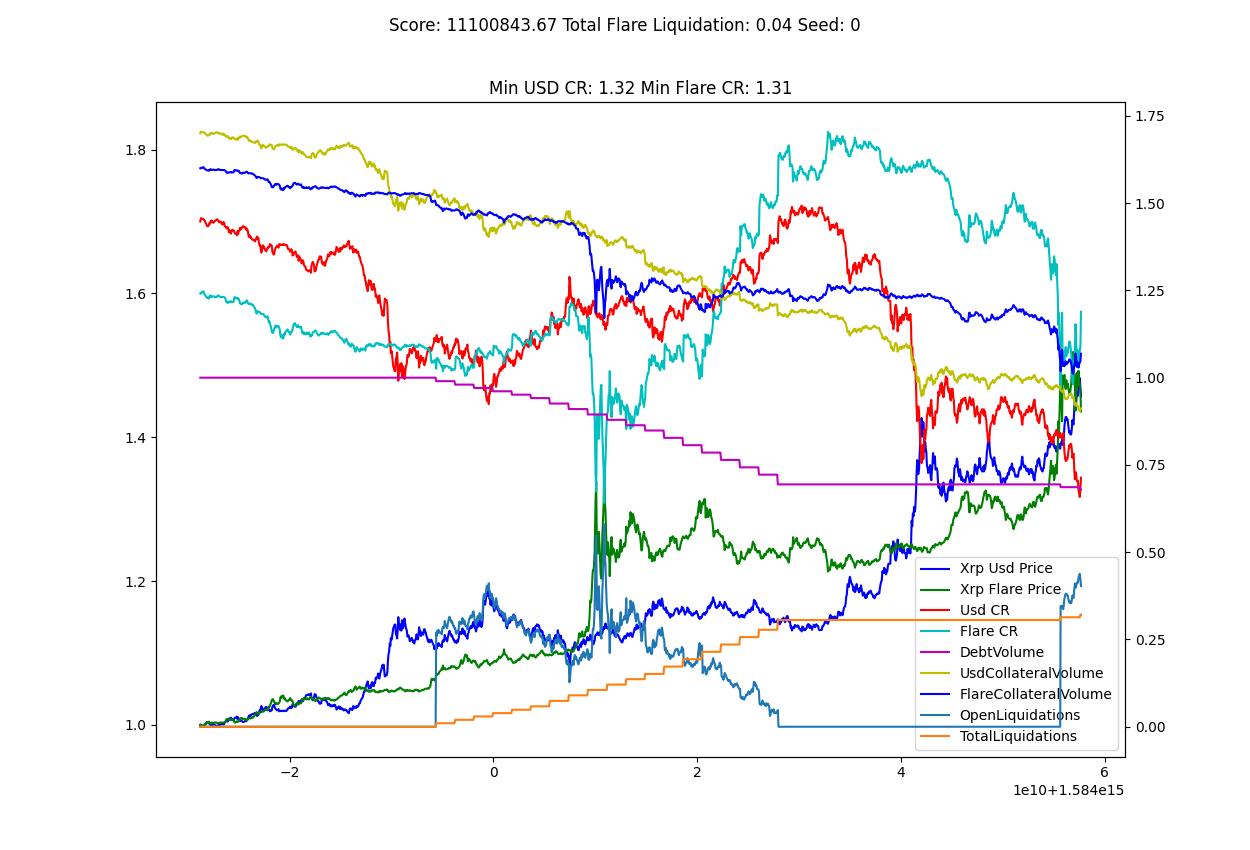 Score: 11100843.67 Total Flare Liquidation: 0.04 Seed: 0
Min USD CR: 1.32 Min Flare CR: 1.31
1.8
1.6
1.4
1.2
1.0
1.75
1.50
1.25
1.00
0.75
0.50
0.25
0.00
Xrp Usd Price
Xrp Flare Price
Usd CR
Flare CR
DebtVolume
UsdCollateralVolume
FlareCollateralVolume
OpenLiquidations
TotalLiquidations
−2 0 2 4 6
1e10+1.584e15